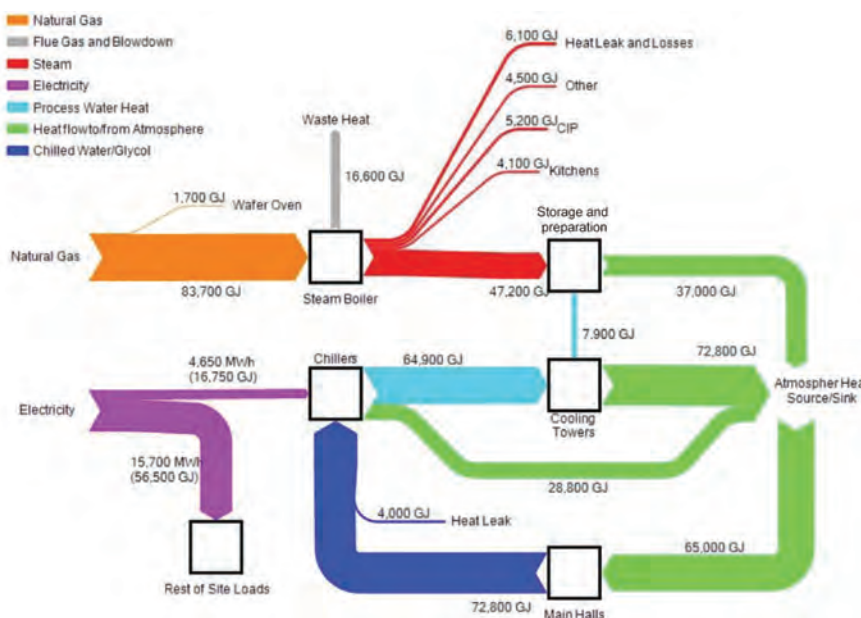 Natural Gas
Flue Gas and Blowdown
Steam
Electricity
Process Water Heat
Heat flowto/from Atmosphere
Chilled Water/Glycol
6,100 GJ
Heat Leak and Losses
4,500 GJ
Other
5,200 GJ
CIP
4,100 GJ
Kitchens
Waste Heat
16,600 GJ
1,700 GJ
Wafer Oven
Storage and
preparation
Natural Gas
83,700 GJ
Steam Boiler
47,200 GJ
37,000 GJ
7,900 GJ
4,650 MWh
(16,750 GJ)
Chillers
64,900 GJ
72,800 GJ
Electricity
Cooling
Towers
Atmospher Hea
Source/Sink
15,700 MWh
(56,500 GJ)
28,800 GJ
4,000 GJ
Heat Leak
65,000 GJ
Rest of Site Loads
72,800 GJ
Main Halls